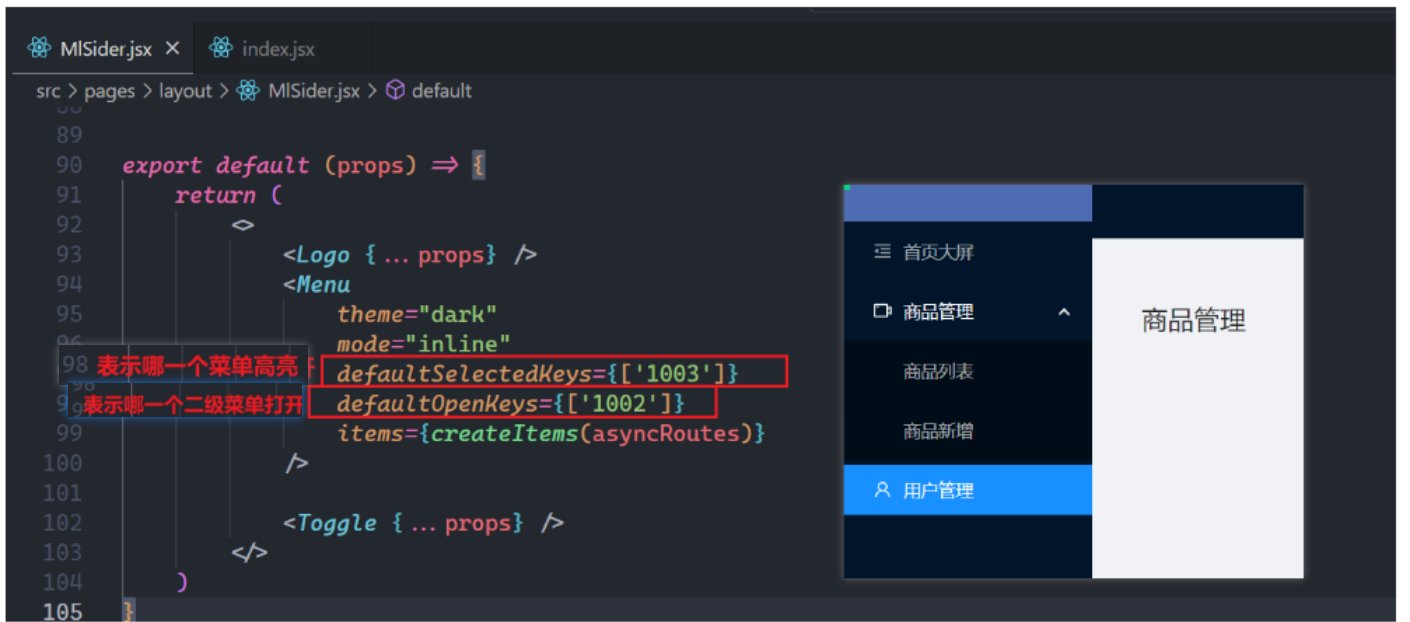 MlSider.jsx ✕ index.jsx
src > pages > layout > MlSider.jsx > default
89
90 export default (props) => {
91 return (
92 <>
93 <Logo {...props} />
94 <Menu
95 theme="dark"
96 mode="inline"
98 表示哪一个菜单高亮 defaultSelectedKeys={['1003']}
表示哪一个二级菜单打开 defaultOpenKeys={['1002']}
99 items={createItems(asyncRoutes)}
100 />
101
102 <Toggle {...props} />
103 </>
104 )
105 }
首页大屏
商品管理
商品列表
商品新增
用户管理
商品管理